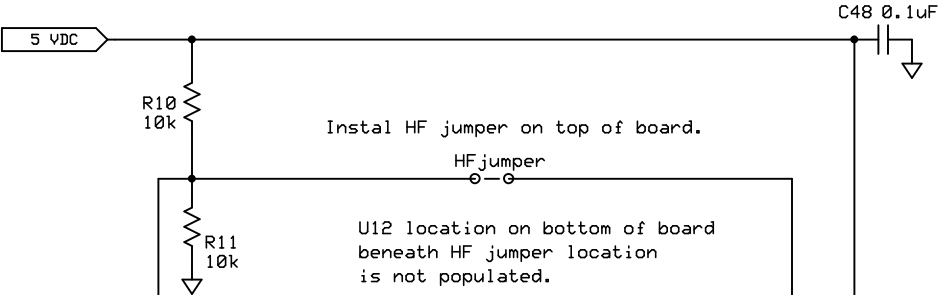 C48 0.1uF
5 VDC
R10
10k
Instal HF jumper on top of board.
HFjumper
U12 location on bottom of board
beneath HF jumper location
is not populated.
R11
10k